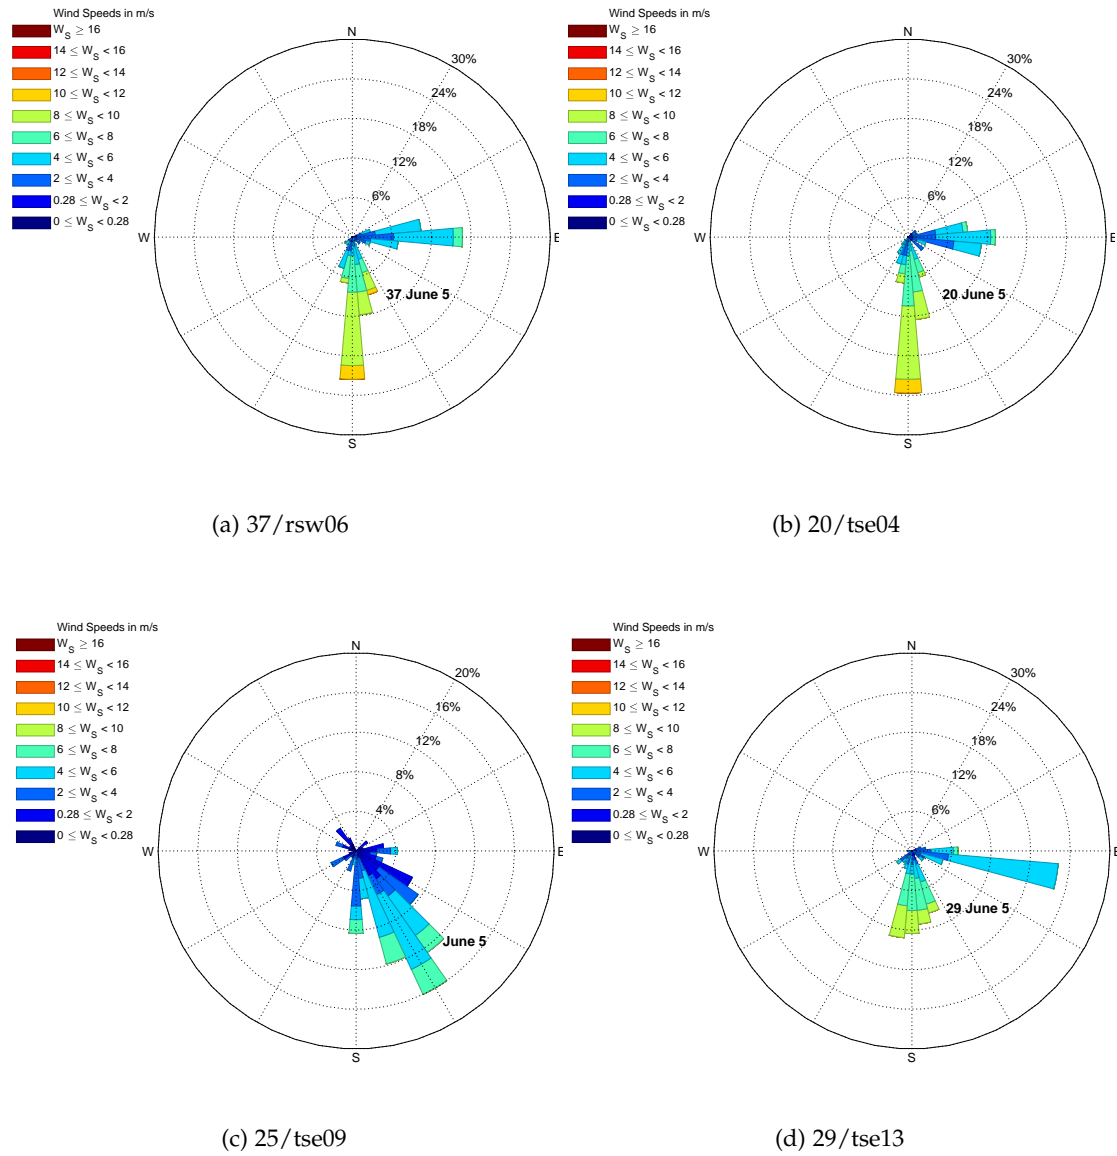 Wind Speeds in m/s
W_S ≥ 16
14 ≤ W_S < 16
12 ≤ W_S < 14
10 ≤ W_S < 12
8 ≤ W_S < 10
6 ≤ W_S < 8
4 ≤ W_S < 6
2 ≤ W_S < 4
0.28 ≤ W_S < 2
0 ≤ W_S < 0.28
N
30%
24%
18%
12%
6%
W
E
37 June 5
S
(a) 37/rsw06
Wind Speeds in m/s
W_S ≥ 16
14 ≤ W_S < 16
12 ≤ W_S < 14
10 ≤ W_S < 12
8 ≤ W_S < 10
6 ≤ W_S < 8
4 ≤ W_S < 6
2 ≤ W_S < 4
0.28 ≤ W_S < 2
0 ≤ W_S < 0.28
N
30%
24%
18%
12%
6%
W
E
20 June 5
S
(b) 20/tse04
Wind Speeds in m/s
W_S ≥ 16
14 ≤ W_S < 16
12 ≤ W_S < 14
10 ≤ W_S < 12
8 ≤ W_S < 10
6 ≤ W_S < 8
4 ≤ W_S < 6
2 ≤ W_S < 4
0.28 ≤ W_S < 2
0 ≤ W_S < 0.28
N
20%
16%
12%
8%
4%
W
E
June 5
S
(c) 25/tse09
Wind Speeds in m/s
W_S ≥ 16
14 ≤ W_S < 16
12 ≤ W_S < 14
10 ≤ W_S < 12
8 ≤ W_S < 10
6 ≤ W_S < 8
4 ≤ W_S < 6
2 ≤ W_S < 4
0.28 ≤ W_S < 2
0 ≤ W_S < 0.28
N
30%
24%
18%
12%
6%
W
E
29 June 5
S
(d) 29/tse13